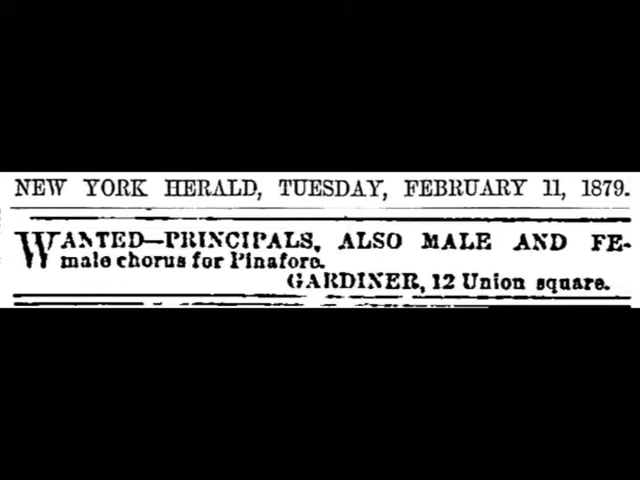 NEW YORK HERALD, TUESDAY, FEBRUARY 11, 1879.
WANTED—PRINCIPALS, ALSO MALE AND FE-
male chorus for Pinafore.
GARDINER, 12 Union square.